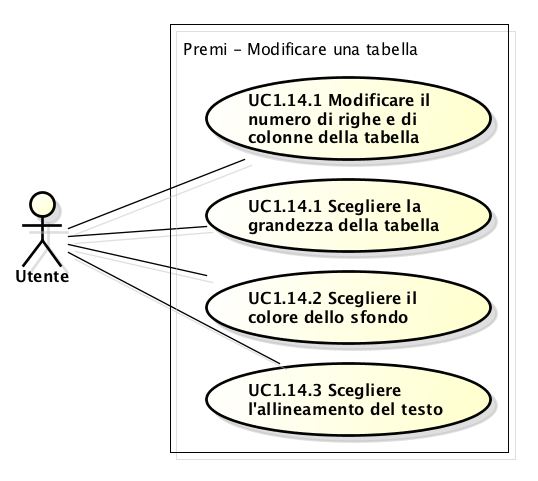 Premi - Modificare una tabella
UC1.14.1 Modificare il
numero di righe e di
colonne della tabella
UC1.14.1 Scegliere la
grandezza della tabella
Utente
UC1.14.2 Scegliere il
colore dello sfondo
UC1.14.3 Scegliere
l'allineamento del testo